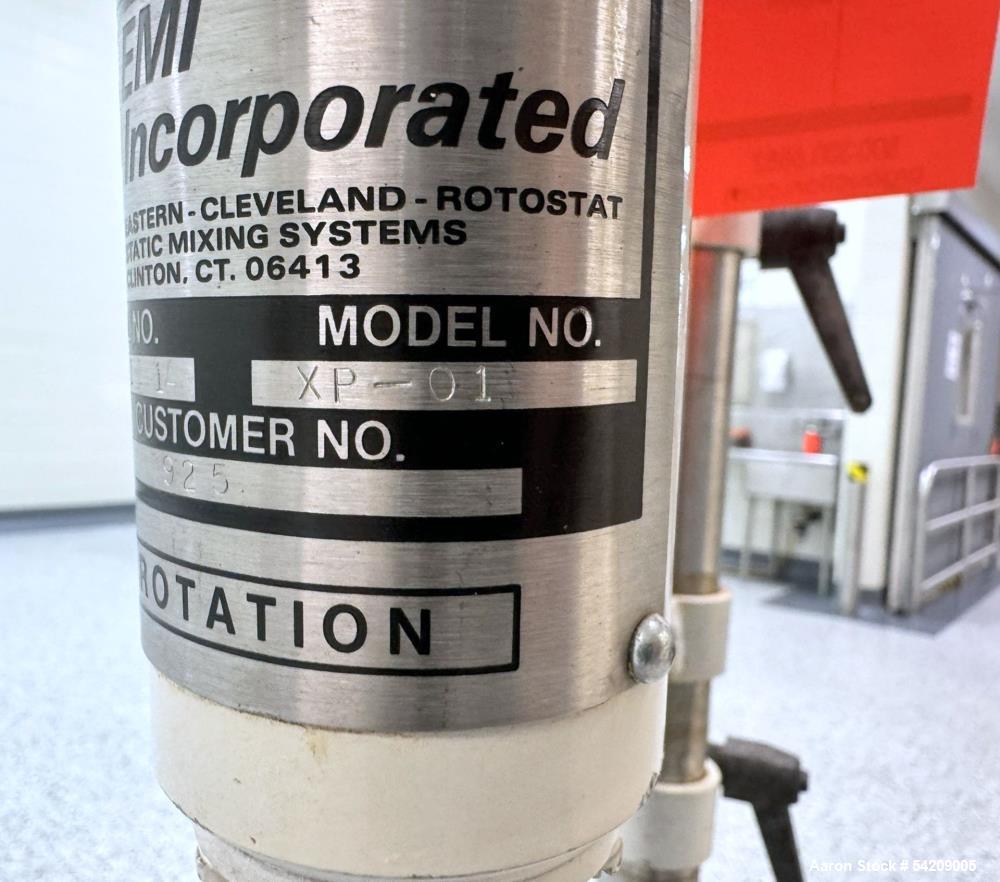 EMI
Incorporated
EASTERN - CLEVELAND - ROTOSTAT
STATIC MIXING SYSTEMS
CLINTON, CT. 06413
NO. MODEL NO.
1 XP-01
CUSTOMER NO.
925
ROTATION
Aaron Stock # 54209005